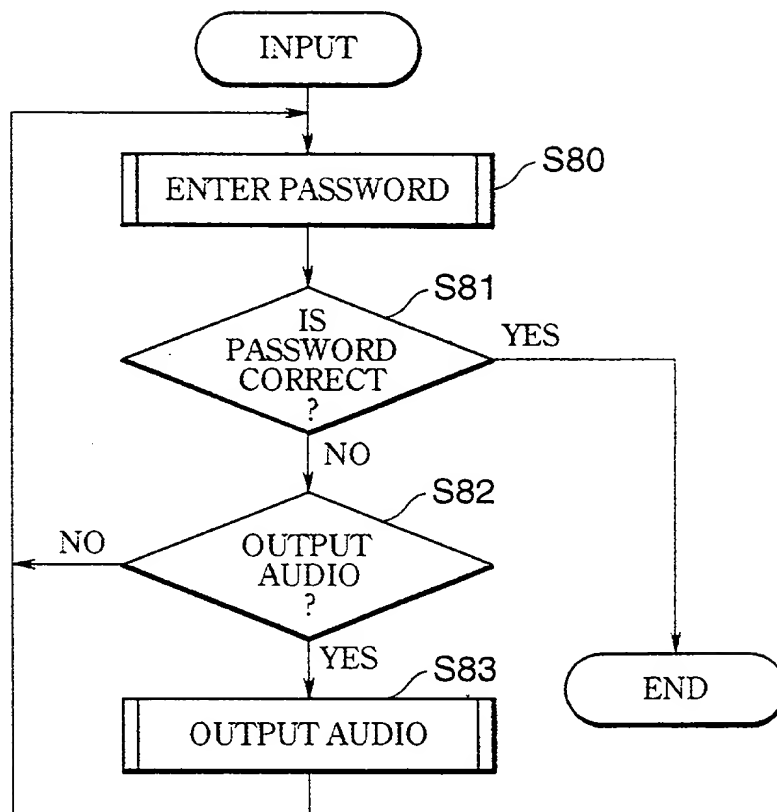 INPUT
ENTER PASSWORD
S80
S81
IS
PASSWORD
CORRECT
?
YES
NO
S82
NO
OUTPUT
AUDIO
?
YES
S83
OUTPUT AUDIO
END